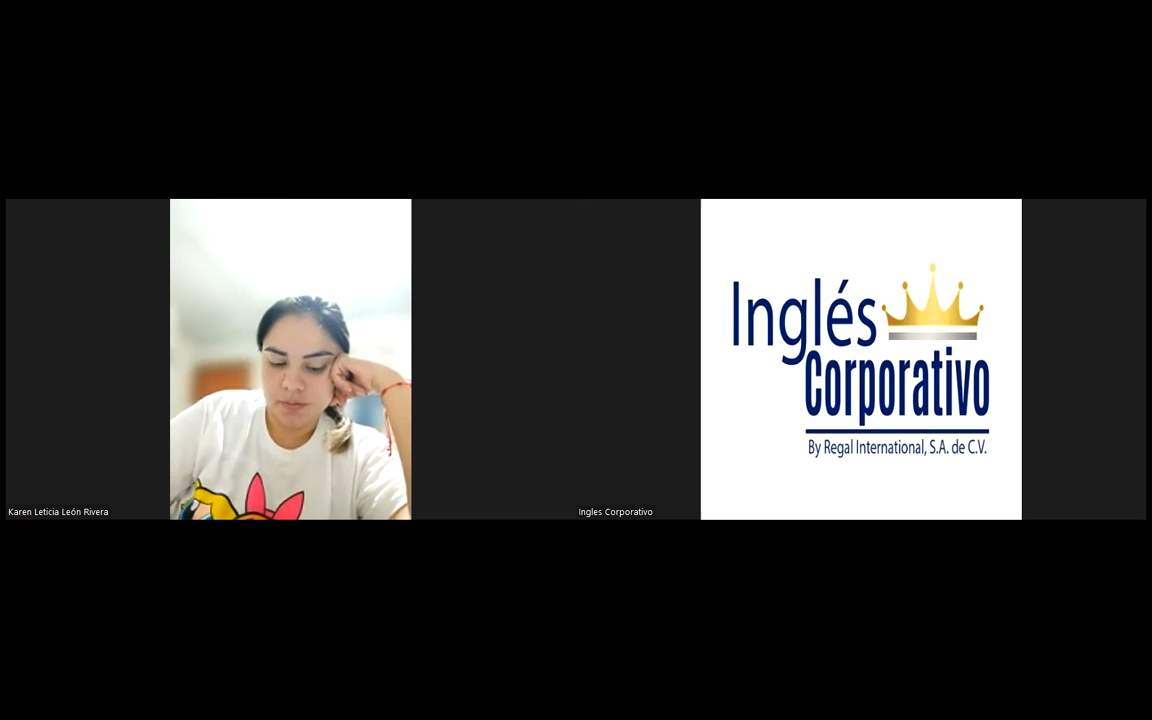 Inglés
Corporativo
By Regal International, S.A. de C.V.
Karen Leticia León Rivera
Ingles Corporativo